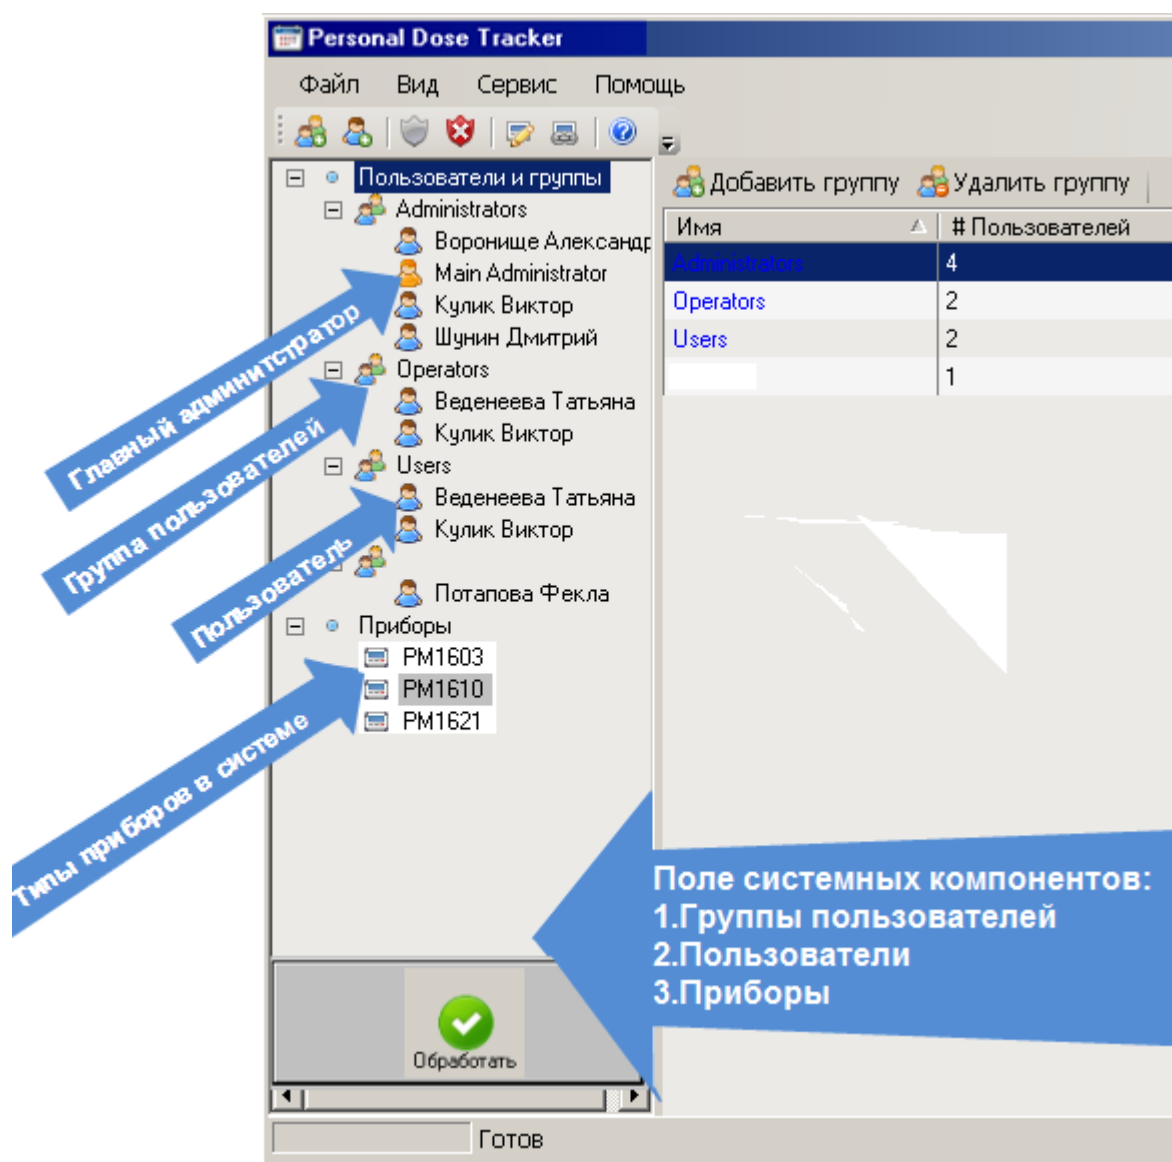 Personal Dose Tracker
Файл Вид Сервис Помощь
Пользователи и группы
Administrators
Воронище Александр
Main Administrator
Кулик Виктор
Шунин Дмитрий
Operators
Веденеева Татьяна
Кулик Виктор
Users
Веденеева Татьяна
Кулик Виктор
Потапова Фекла
Приборы
PM1603
PM1610
PM1621
Обработать
Готов
Добавить группу Удалить группу
Имя # Пользователей
Administrators 4
Operators 2
Users 2
1
Главный админитстратор
Группа пользователей
Пользователь
Типы приборов в системе
Поле системных компонентов:
1.Группы пользователей
2.Пользователи
3.Приборы